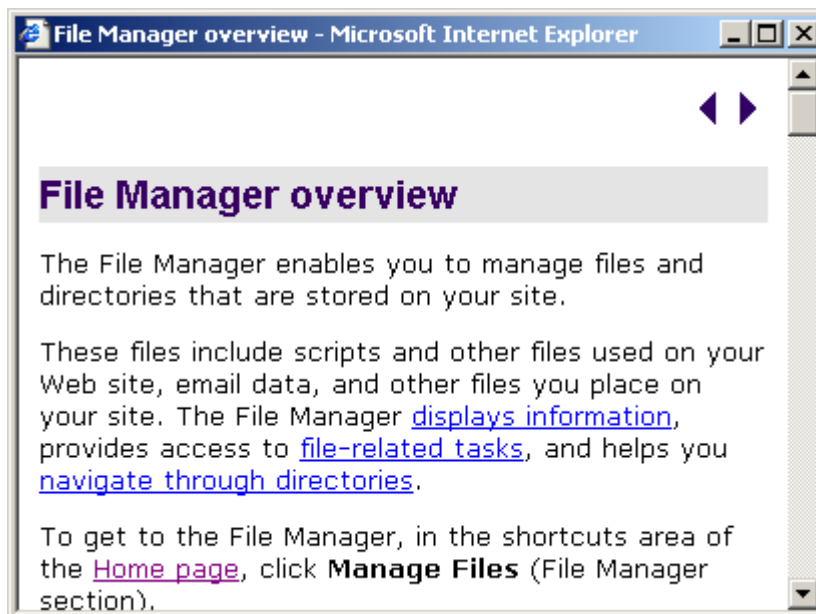 File Manager overview - Microsoft Internet Explorer
File Manager overview
The File Manager enables you to manage files and
directories that are stored on your site.
These files include scripts and other files used on your
Web site, email data, and other files you place on
your site. The File Manager displays information,
provides access to file-related tasks, and helps you
navigate through directories.
To get to the File Manager, in the shortcuts area of
the Home page, click Manage Files (File Manager
section).